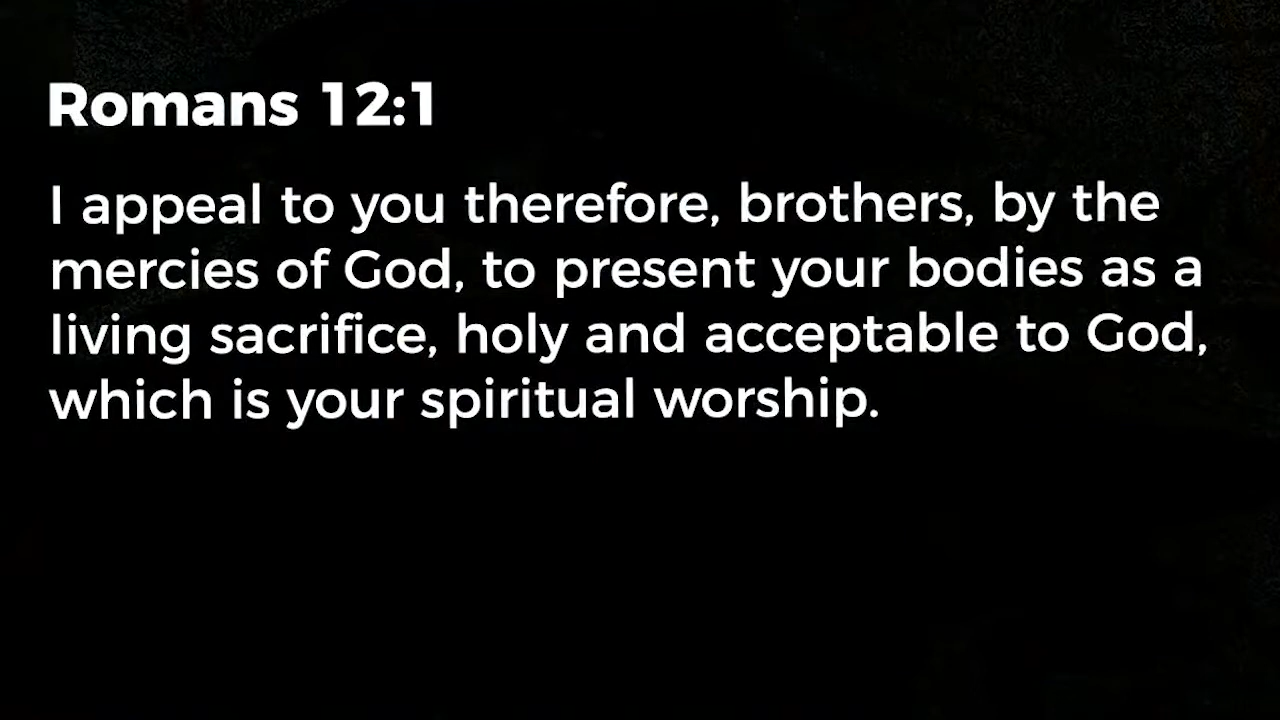 Romans 12:1
I appeal to you therefore, brothers, by the
mercies of God, to present your bodies as a
living sacrifice, holy and acceptable to God,
which is your spiritual worship.